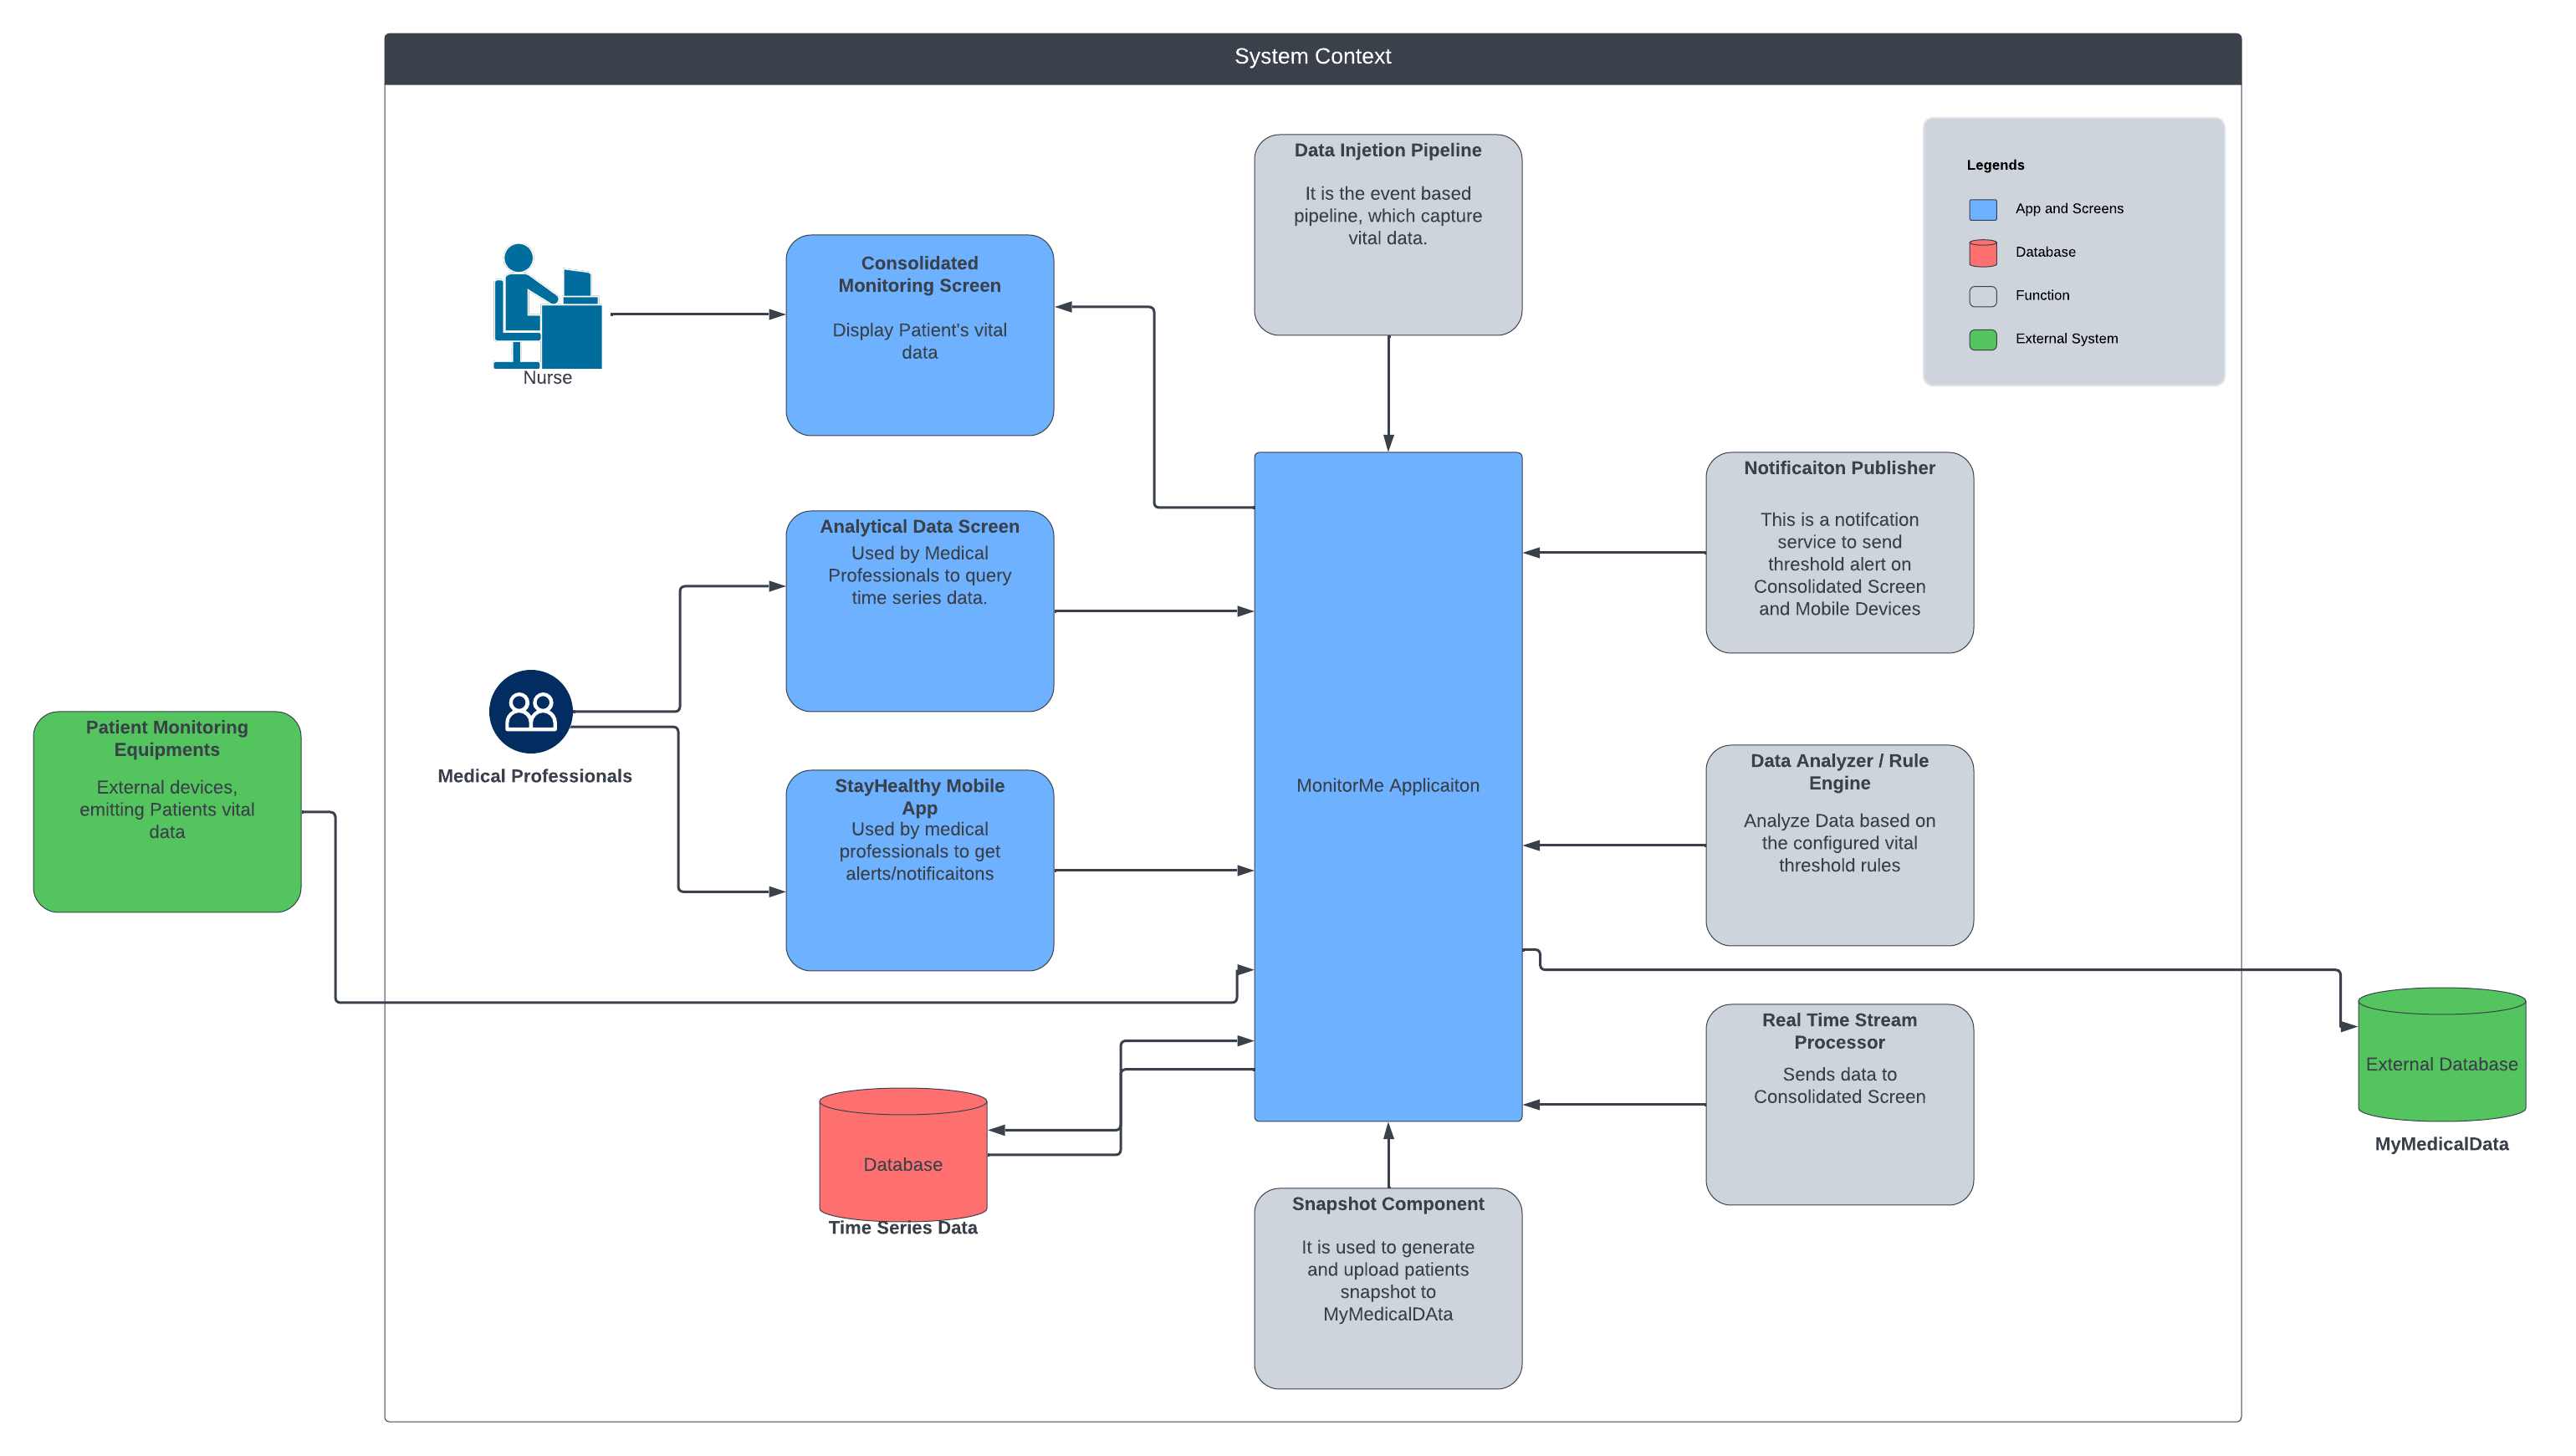 System Context
Data Injetion Pipeline
It is the event based
pipeline, which capture
vital data.
Legends
App and Screens
Database
Function
External System
Consolidated
Monitoring Screen
Display Patient's vital
data
Nurse
Notificaiton Publisher
This is a notifcation
service to send
threshold alert on
Consolidated Screen
and Mobile Devices
Analytical Data Screen
Used by Medical
Professionals to query
time series data.
Medical Professionals
Patient Monitoring
Equipments
External devices,
emitting Patients vital
data
StayHealthy Mobile
App
Used by medical
professionals to get
alerts/notificaitons
MonitorMe Applicaiton
Data Analyzer / Rule
Engine
Analyze Data based on
the configured vital
threshold rules
Real Time Stream
Processor
Sends data to
Consolidated Screen
External Database
MyMedicalData
Database
Time Series Data
Snapshot Component
It is used to generate
and upload patients
snapshot to
MyMedicalDAta